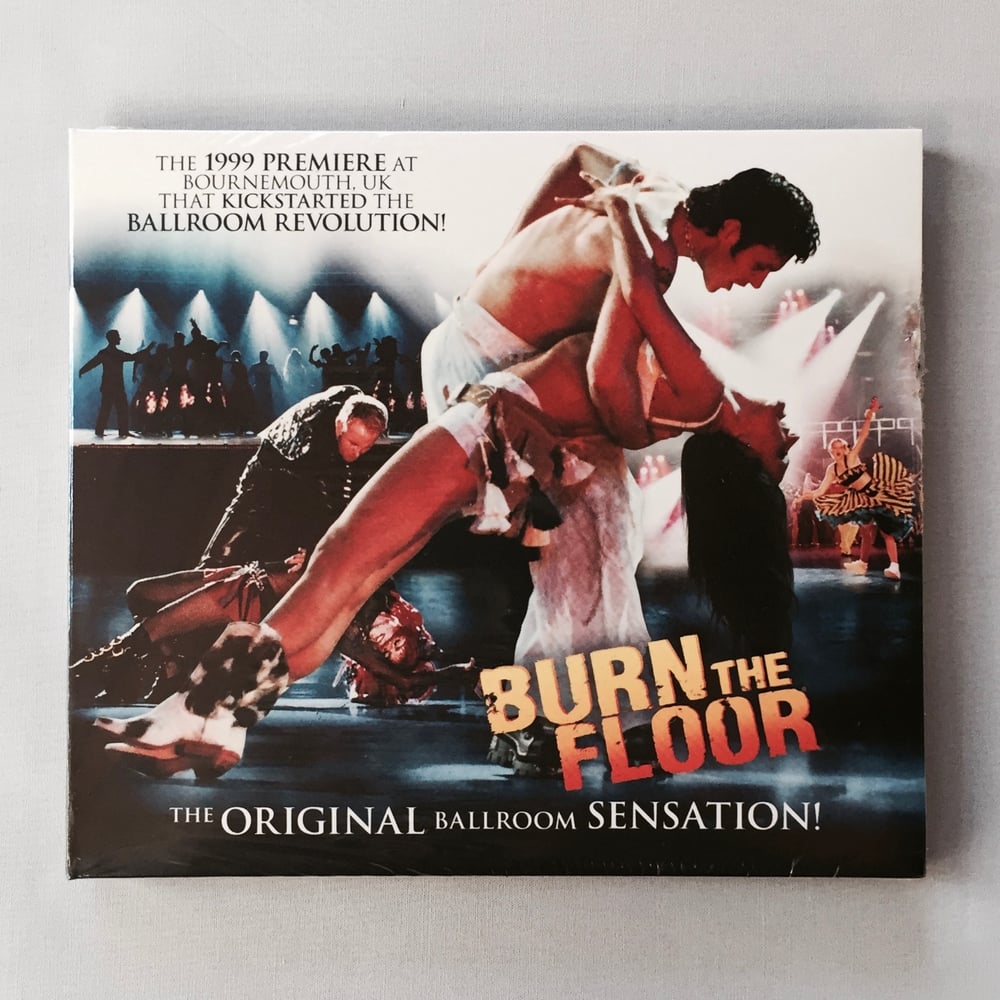 THE 1999 PREMIERE AT
BOURNEMOUTH, UK
THAT KICKSTARTED THE
BALLROOM REVOLUTION!
BURN THE
FLOOR
THE ORIGINAL BALLROOM SENSATION!